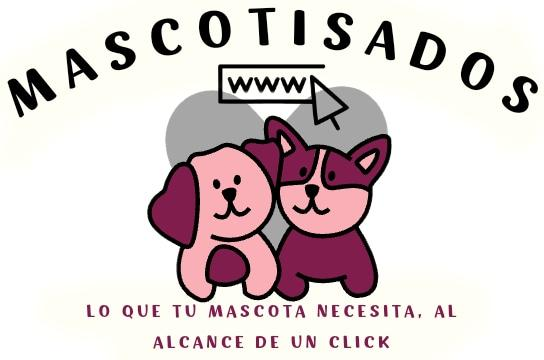 MASCOTISADOS
WWW
LO QUE TU MASCOTA NECESITA, AL
ALCANCE DE UN CLICK